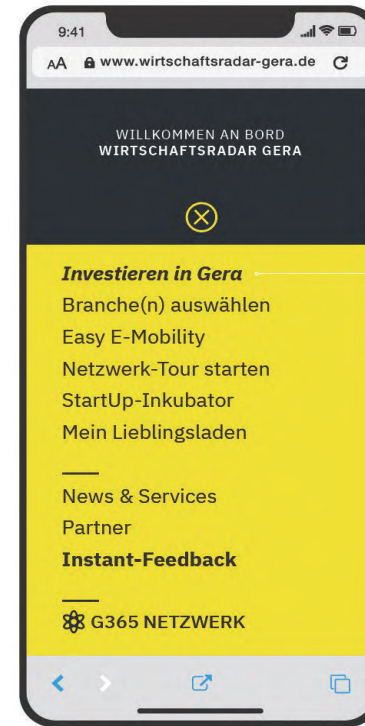 9:41
AA www.wirtschaftsradar-gera.de
WILLKOMMEN AN BORD
WIRTSCHAFTSRADAR GERA
Investieren in Gera
Branche(n) auswählen
Easy E-Mobility
Netzwerk-Tour starten
StartUp-Inkubator
Mein Lieblingsladen
News & Services
Partner
Instant-Feedback
G365 NETZWERK